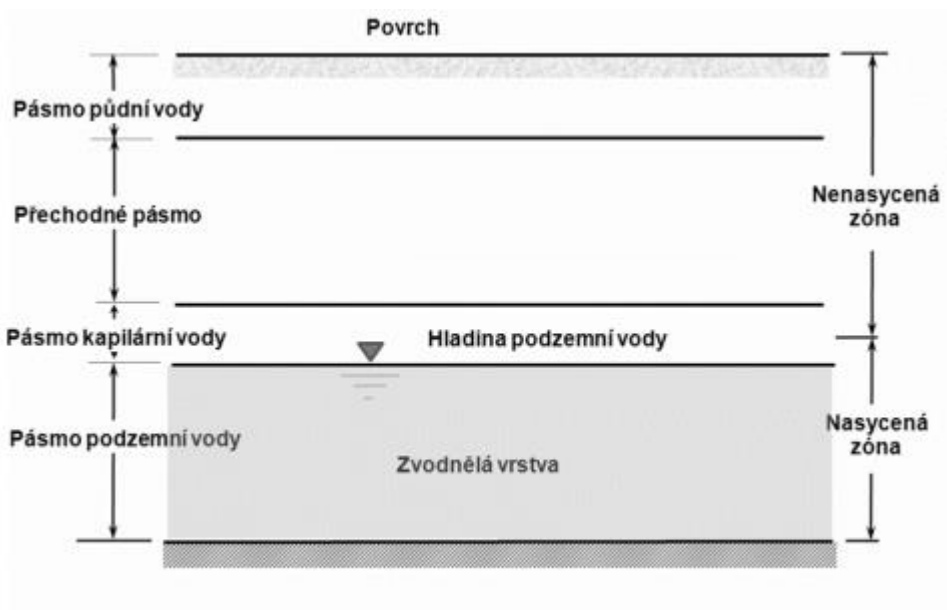 Povrch
Pásmo půdní vody
Přechodné pásmo
Nenasycená
zóna
Pásmo kapilární vody
Hladina podzemní vody
Pásmo podzemní vody
Nasycená
zóna
Zvodnělá vrstva